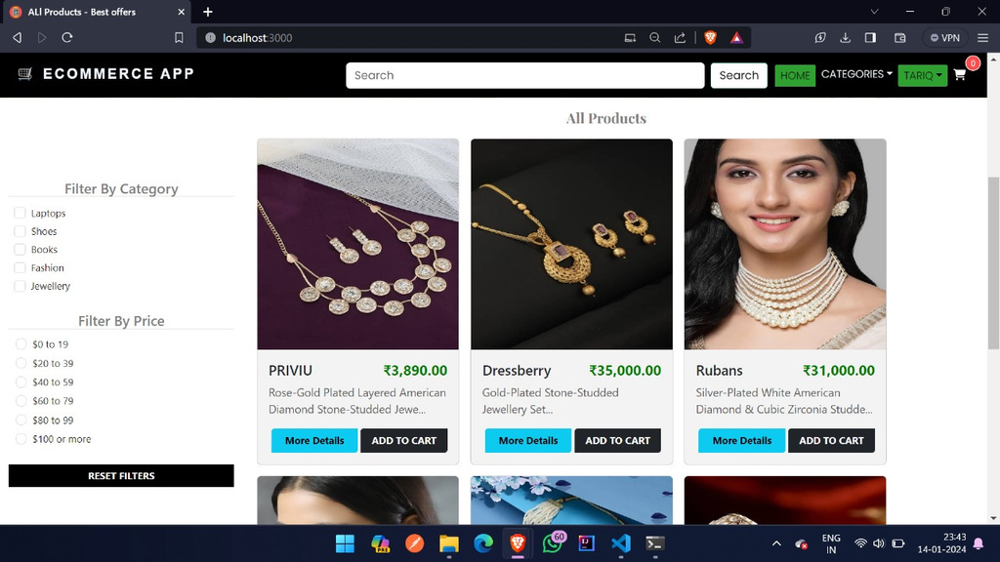 ALl Products - Best offers
localhost:3000
VPN
ECOMMERCE APP
Search
Search
HOME
CATEGORIES
TARIQ
0
All Products
Filter By Category
Laptops
Shoes
Books
Fashion
Jewellery
Filter By Price
$0 to 19
$20 to 39
$40 to 59
$60 to 79
$80 to 99
$100 or more
RESET FILTERS
PRIVIU ₹3,890.00
Rose-Gold Plated Layered American
Diamond Stone-Studded Jewe...
More Details ADD TO CART
Dressberry ₹35,000.00
Gold-Plated Stone-Studded
Jewellery Set...
More Details ADD TO CART
Rubans ₹31,000.00
Silver-Plated White American
Diamond & Cubic Zirconia Studde...
More Details ADD TO CART
PRE
60
IJ
ENG
IN
23:43
14-01-2024